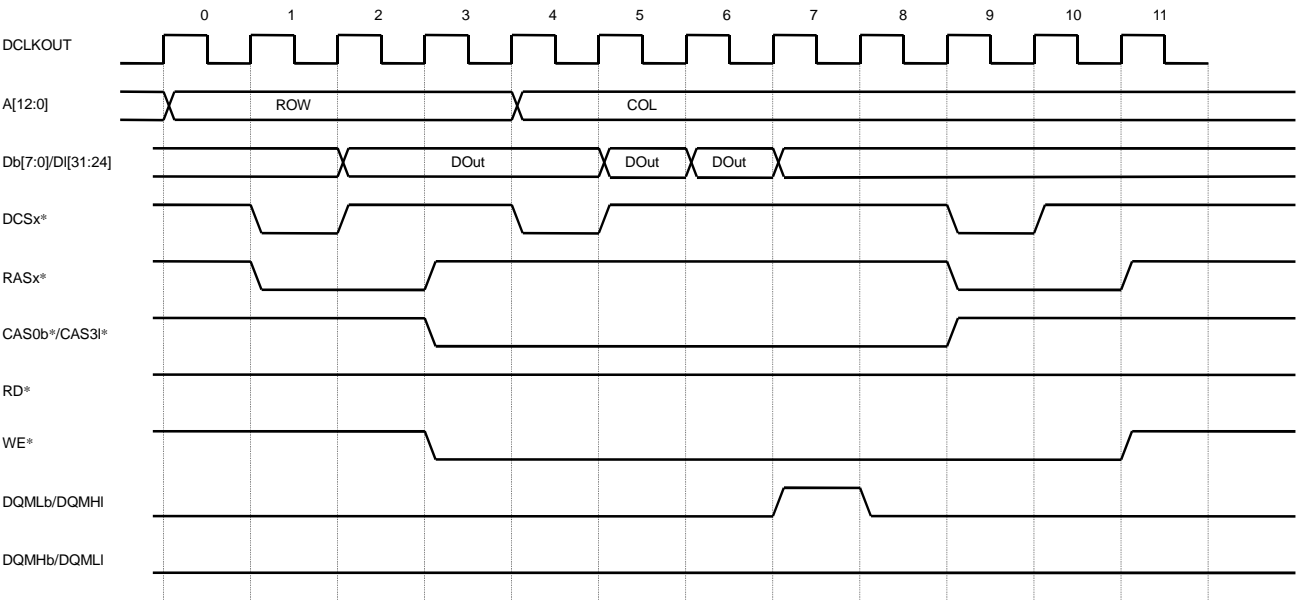 0 1 2 3 4 5 6 7 8 9 10 11
DCLKOUT
A[12:0] ROW COL
Db[7:0]/Dl[31:24] DOut DOut DOut
DCSx*
RASx*
CAS0b*/CAS3l*
RD*
WE*
DQMLb/DQMHl
DQMHb/DQMLl